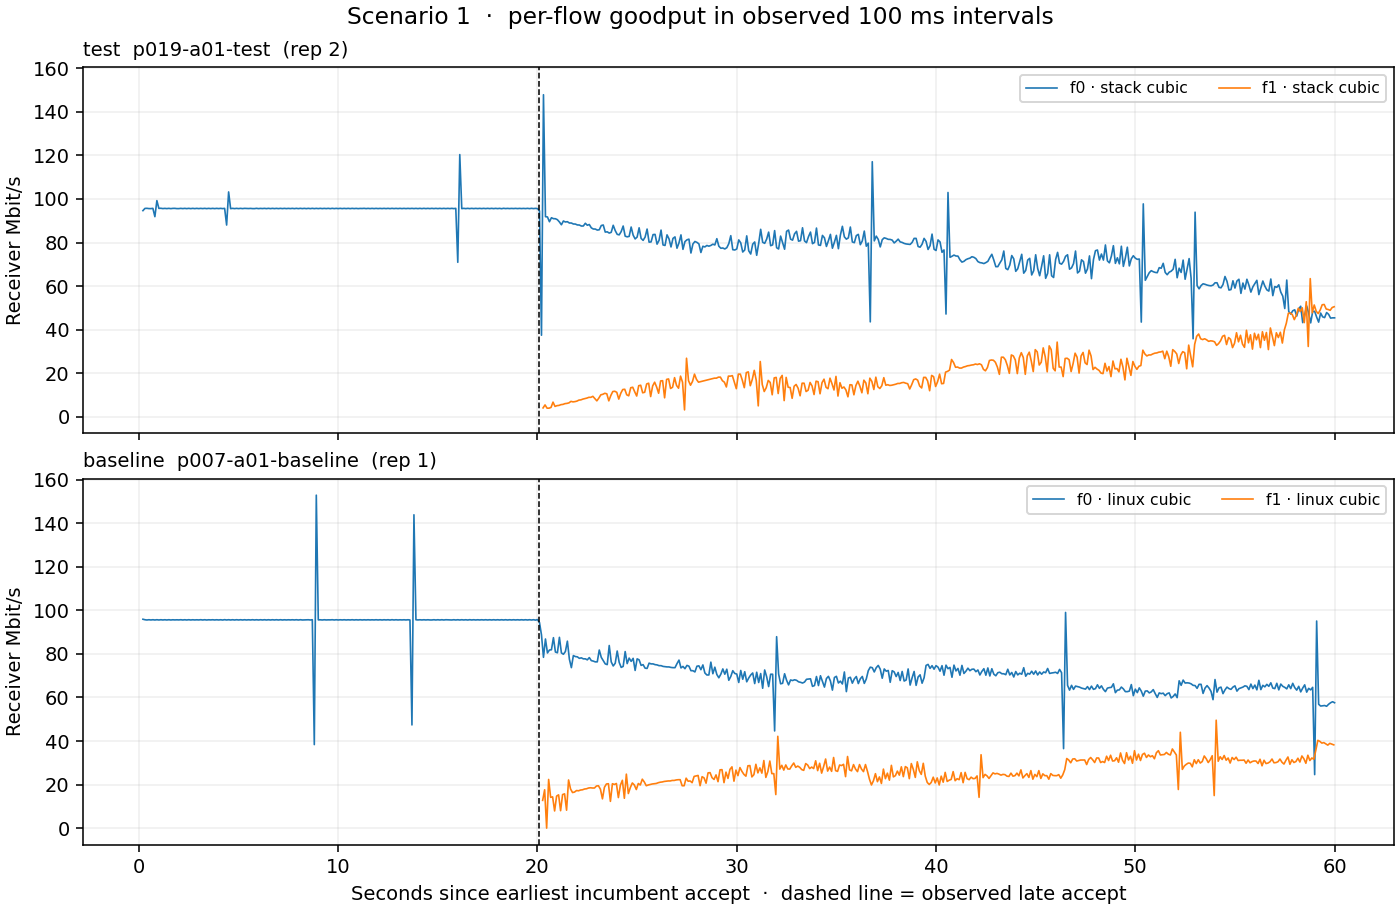 Scenario 1  ·  per-flow goodput in observed 100 ms intervals
test  p019-a01-test  (rep 2)
f0 · stack cubic
f1 · stack cubic
Receiver Mbit/s
160
140
120
100
80
60
40
20
0
baseline  p007-a01-baseline  (rep 1)
f0 · linux cubic
f1 · linux cubic
Receiver Mbit/s
160
140
120
100
80
60
40
20
0
0 10 20 30 40 50 60
Seconds since earliest incumbent accept  ·  dashed line = observed late accept